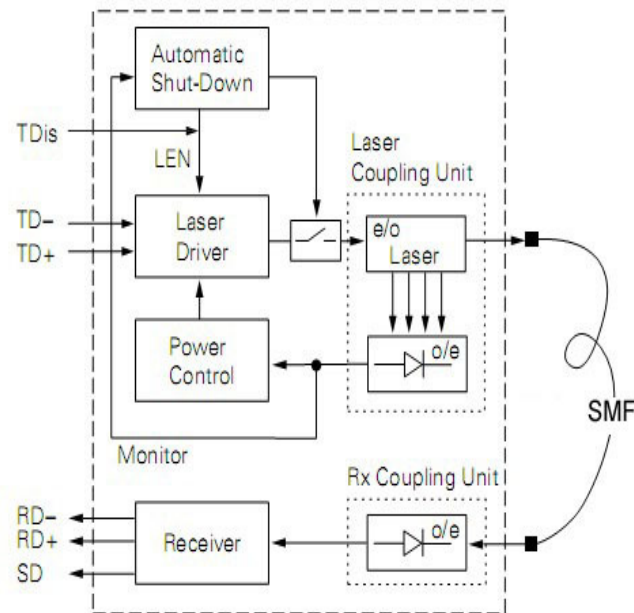 Automatic
Shut-Down
TDis
LEN
Laser
Coupling Unit
TD–
TD+
Laser
Driver
e/o
Laser
Power
Control
o/e
SMF
Monitor
Rx Coupling Unit
RD–
RD+
SD
Receiver
o/e